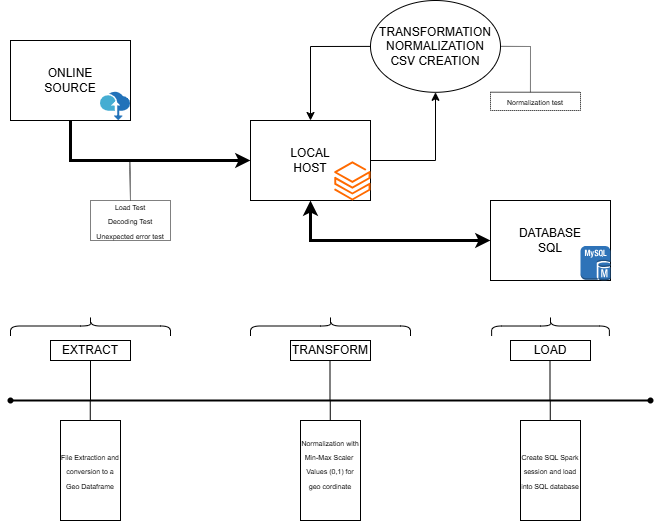 TRANSFORMATION
NORMALIZATION
CSV CREATION
ONLINE
SOURCE
Normalization test
LOCAL
HOST
Load Test
Decoding Test
Unexpected error test
DATABASE
SQL
MySQL
M
EXTRACT
TRANSFORM
LOAD
File Extraction and
conversion to a
Geo Dataframe
Normalization with
Min-Max Scaler
Values (0,1) for
geo cordinate
Create SQL Spark
session and load
into SQL database